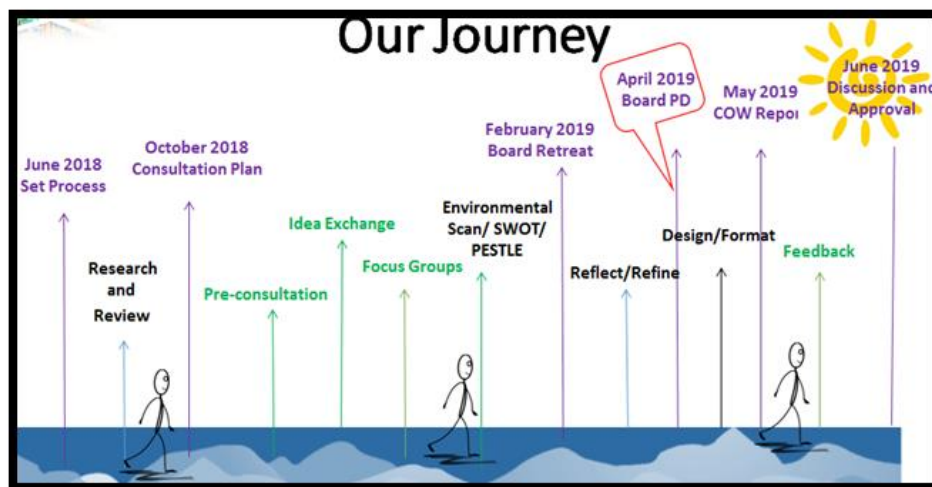 Our Journey
June 2018
Set Process
Research
and
Review
October 2018
Consultation Plan
Pre-consultation
Idea Exchange
Focus Groups
Environmental
Scan/ SWOT/
PESTLE
February 2019
Board Retreat
Reflect/Refine
April 2019
Board PD
Design/Format
May 2019
COW Repor
Feedback
June 2019
Discussion and
Approval